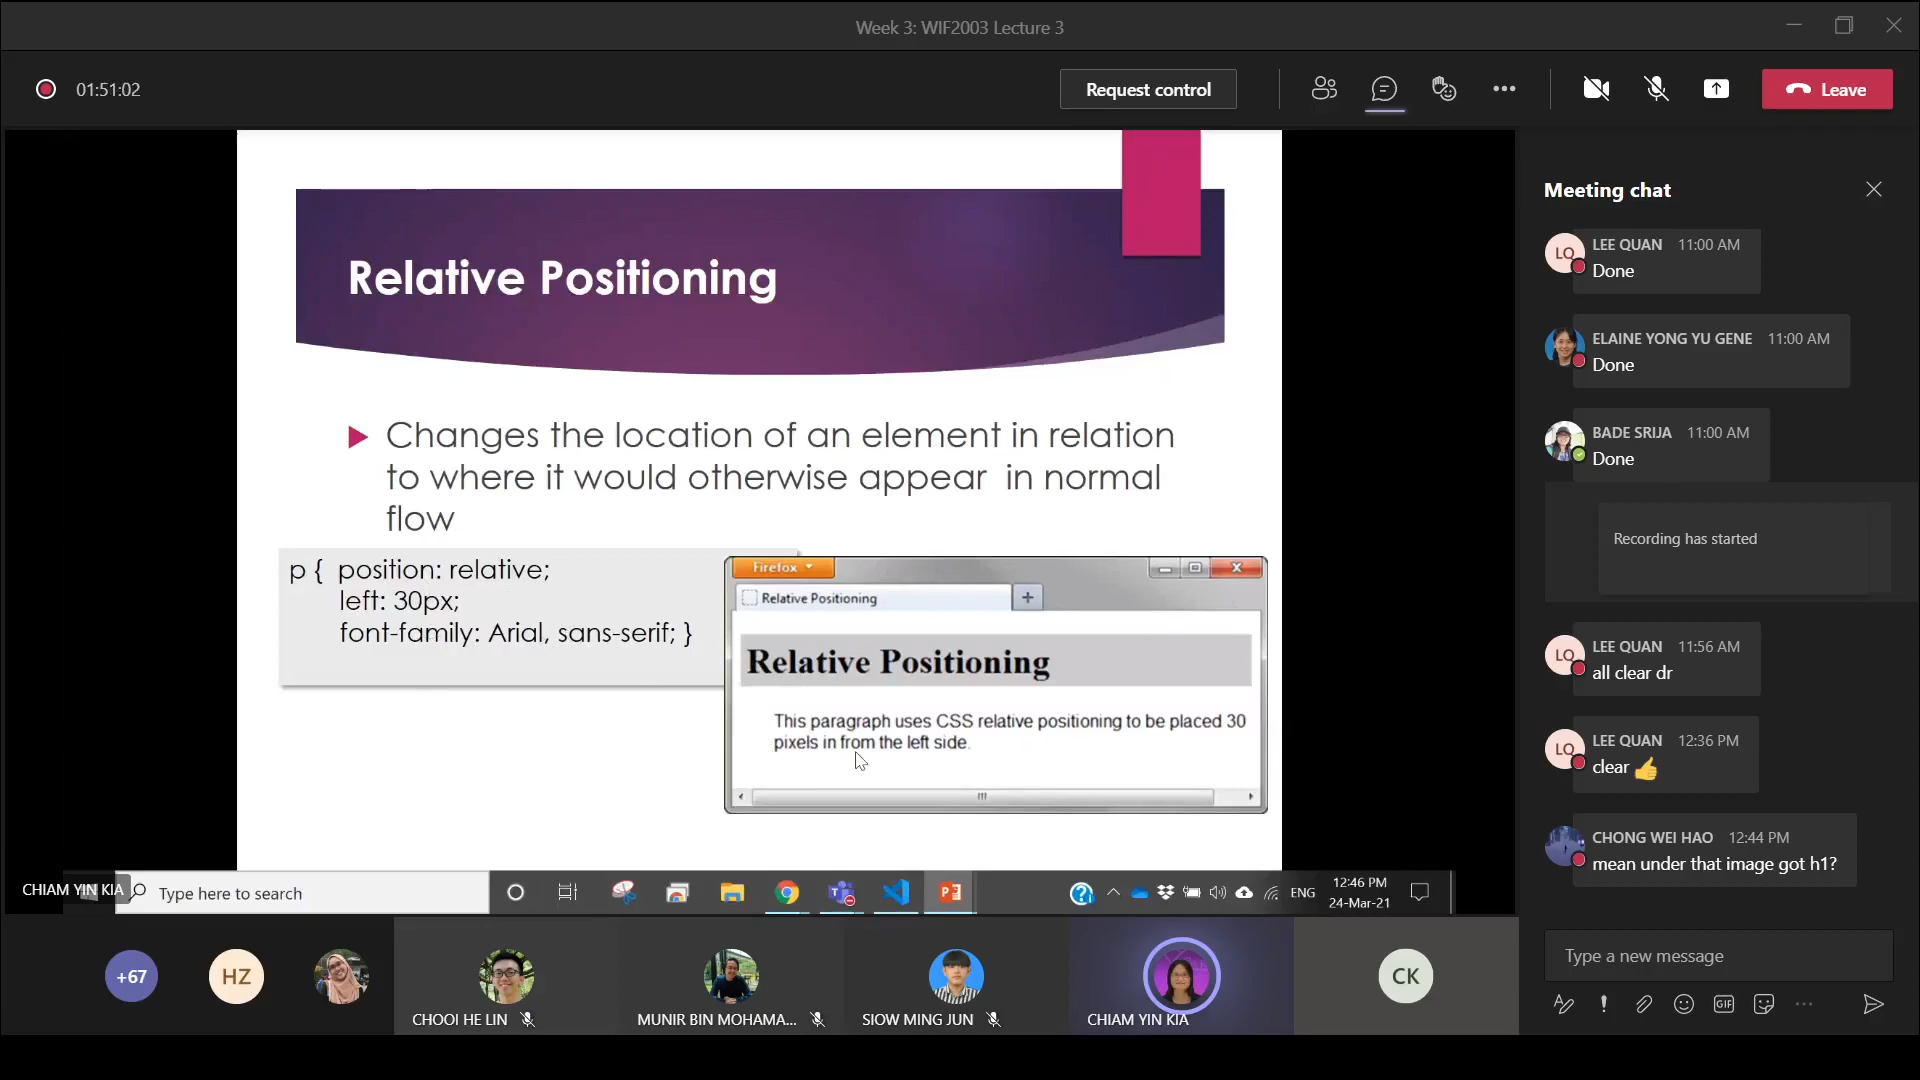 Week 3: WIF2003 Lecture 3
01:51:02
Request control
Leave
Relative Positioning
Changes the location of an element in relation
to where it would otherwise appear in normal
flow
p { position: relative;
left: 30px;
font-family: Arial, sans-serif; }
Firefox
Relative Positioning
Relative Positioning
This paragraph uses CSS relative positioning to be placed 30
pixels in from the left side.
CHIAM YIN KIA
Type here to search
ENG
12:46 PM
24-Mar-21
+67
HZ
CHOOI HE LIN
MUNIR BIN MOHAMA...
SIOW MING JUN
CHIAM YIN KIA
CK
Meeting chat
LQ
LEE QUAN 11:00 AM
Done
ELAINE YONG YU GENE 11:00 AM
Done
BADE SRIJA 11:00 AM
Done
Recording has started
LQ
LEE QUAN 11:56 AM
all clear dr
LQ
LEE QUAN 12:36 PM
clear 👍
CHONG WEI HAO 12:44 PM
mean under that image got h1?
Type a new message
GIF